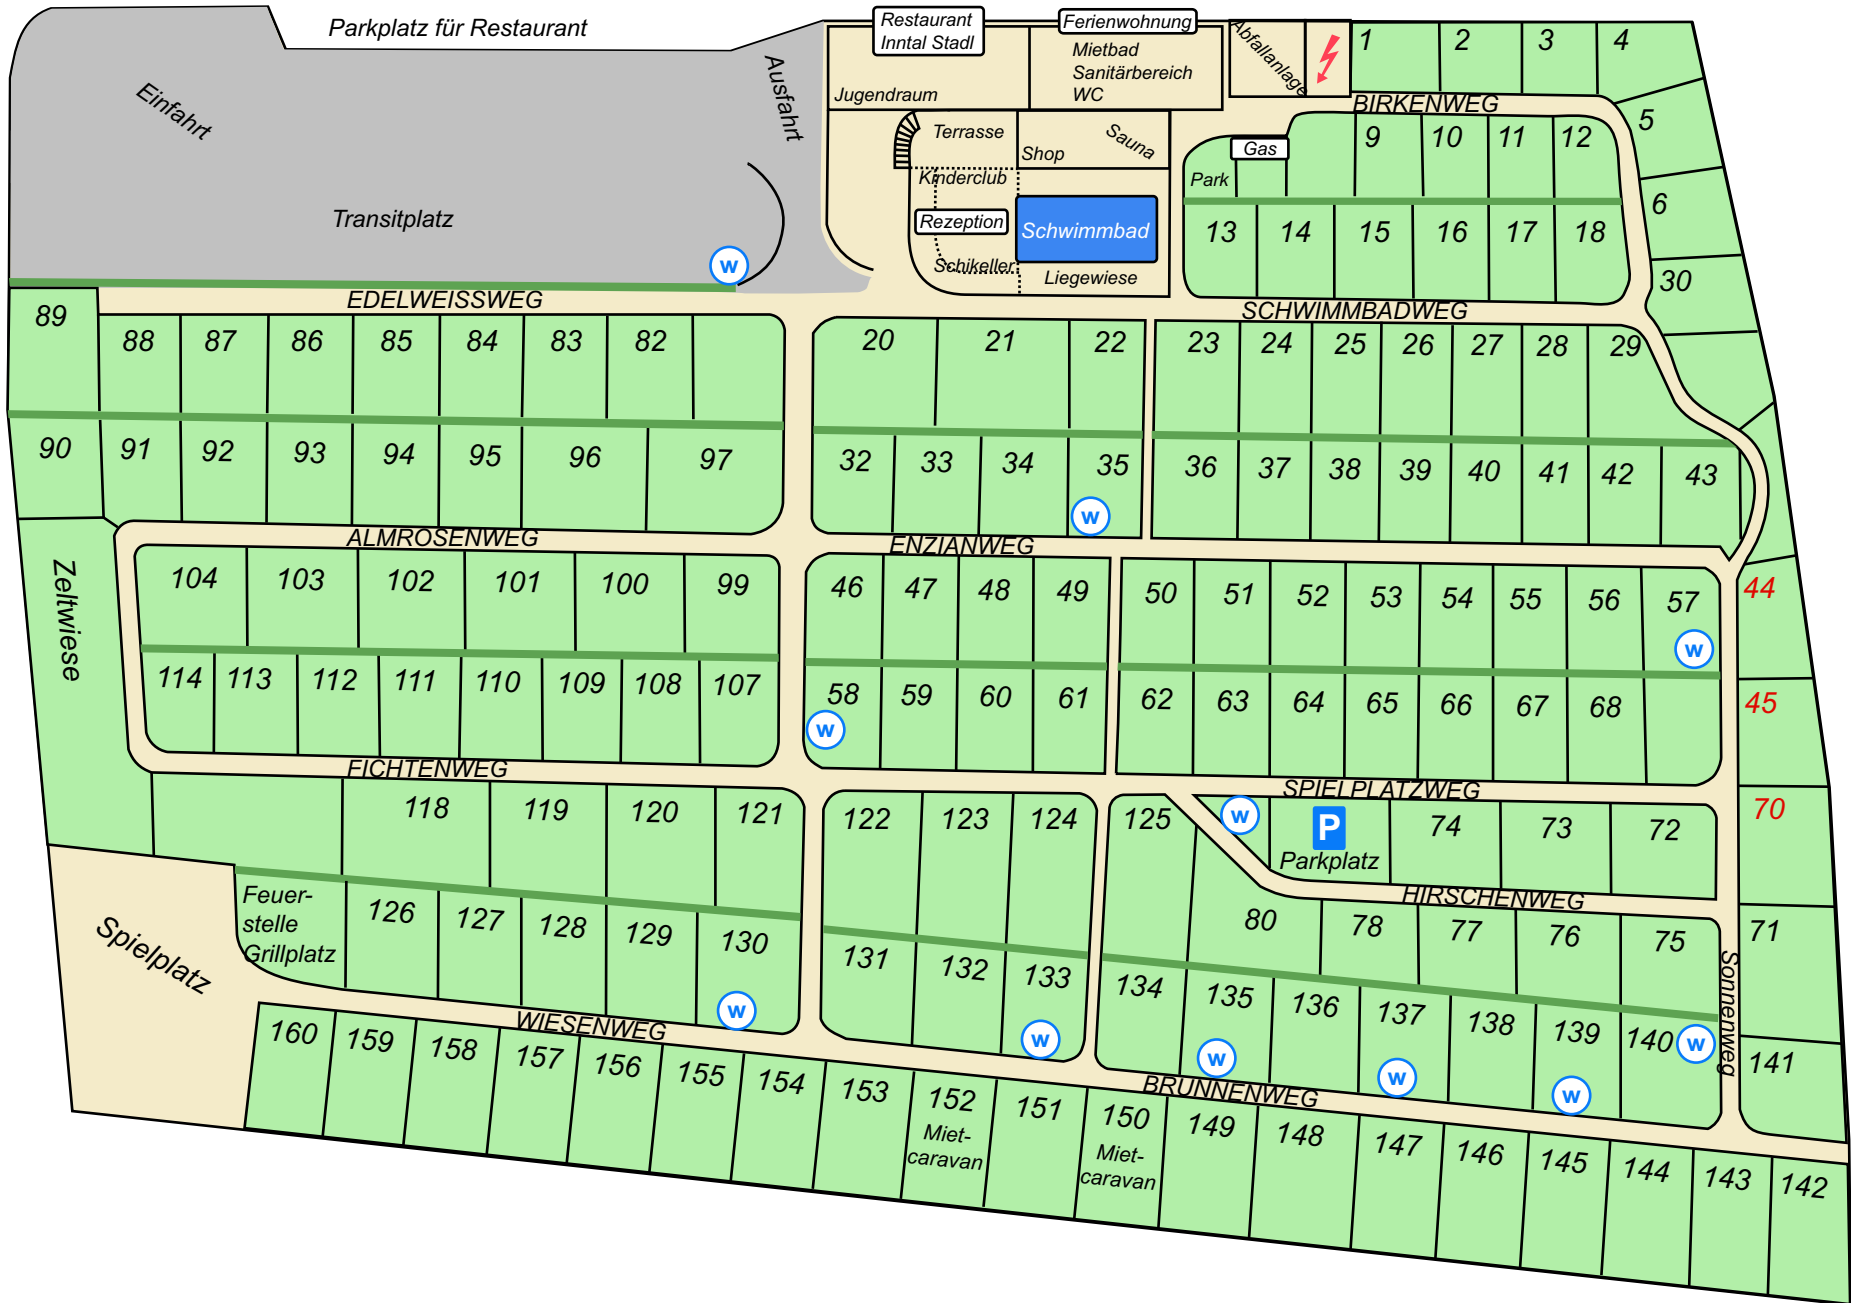 Parkplatz für Restaurant
Restaurant
Inntal Stadl
Ferienwohnung
Mietbad
Sanitärbereich
WC
Jugendraum
Abfallanlage
Einfahrt
Ausfahrt
Transitplatz
w
Terrasse
Shop
Sauna
Kinderclub
Rezeption
Schwimmbad
Schikeller
Liegewiese
1 2 3 4
BIRKENWEG
5
Gas
9 10 11 12
Park
6
13 14 15 16 17 18
30
EDELWEISSWEG
SCHWIMMBADWEG
89 88 87 86 85 84 83 82
20 21 22
23 24 25 26 27 28 29
90 91 92 93 94 95 96 97
32 33 34 35
w
36 37 38 39 40 41 42 43
ALMROSENWEG
ENZIANWEG
Zeltwiese
104 103 102 101 100 99
46 47 48 49
50 51 52 53 54 55 56 57
w
44
114 113 112 111 110 109 108 107
58 59 60 61
w
62 63 64 65 66 67 68
45
FICHTENWEG
SPIELPLATZWEG
118 119 120 121
122 123 124
125
w
P
Parkplatz
74 73 72
70
HIRSCHENWEG
Feuer-
stelle
Grillplatz
126 127 128 129 130
w
131 132 133
w
80 78 77 76 75
71
Spielplatz
134 135 136 137 138 139 140
w w w w
Sonnenweg
141
WIESENWEG
BRUNNENWEG
160 159 158 157 156 155 154 153 152 151 150 149 148 147 146 145 144 143 142
Miet-
caravan
Miet-
caravan